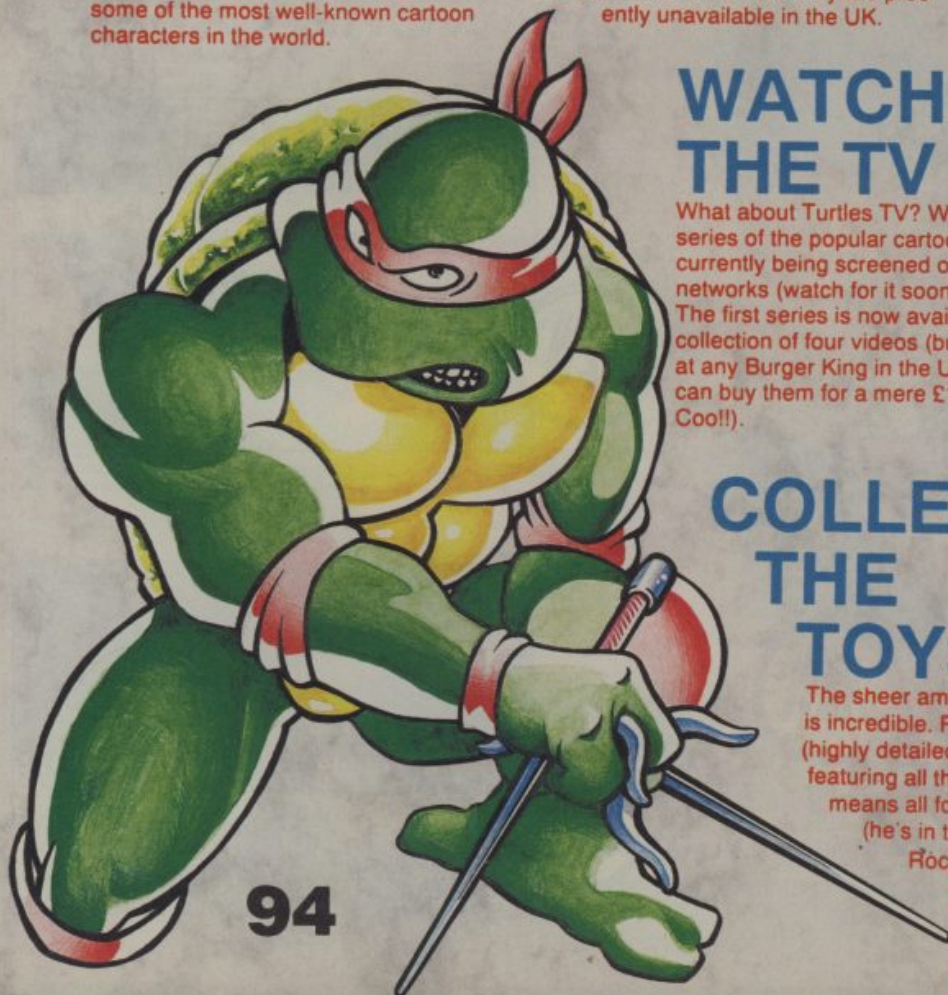 some of the most well-known cartoon
characters in the world.
ently unavailable in the UK.
WATCH
THE TV
What about Turtles TV? W
series of the popular cartoo
currently being screened o
networks (watch for it soon
The first series is now avai
collection of four videos (bu
at any Burger King in the U
can buy them for a mere £
Coo!!).
COLLE
THE
TOY
The sheer am
is incredible. F
(highly detailed
featuring all th
means all fo
(he's in t
Roc
94